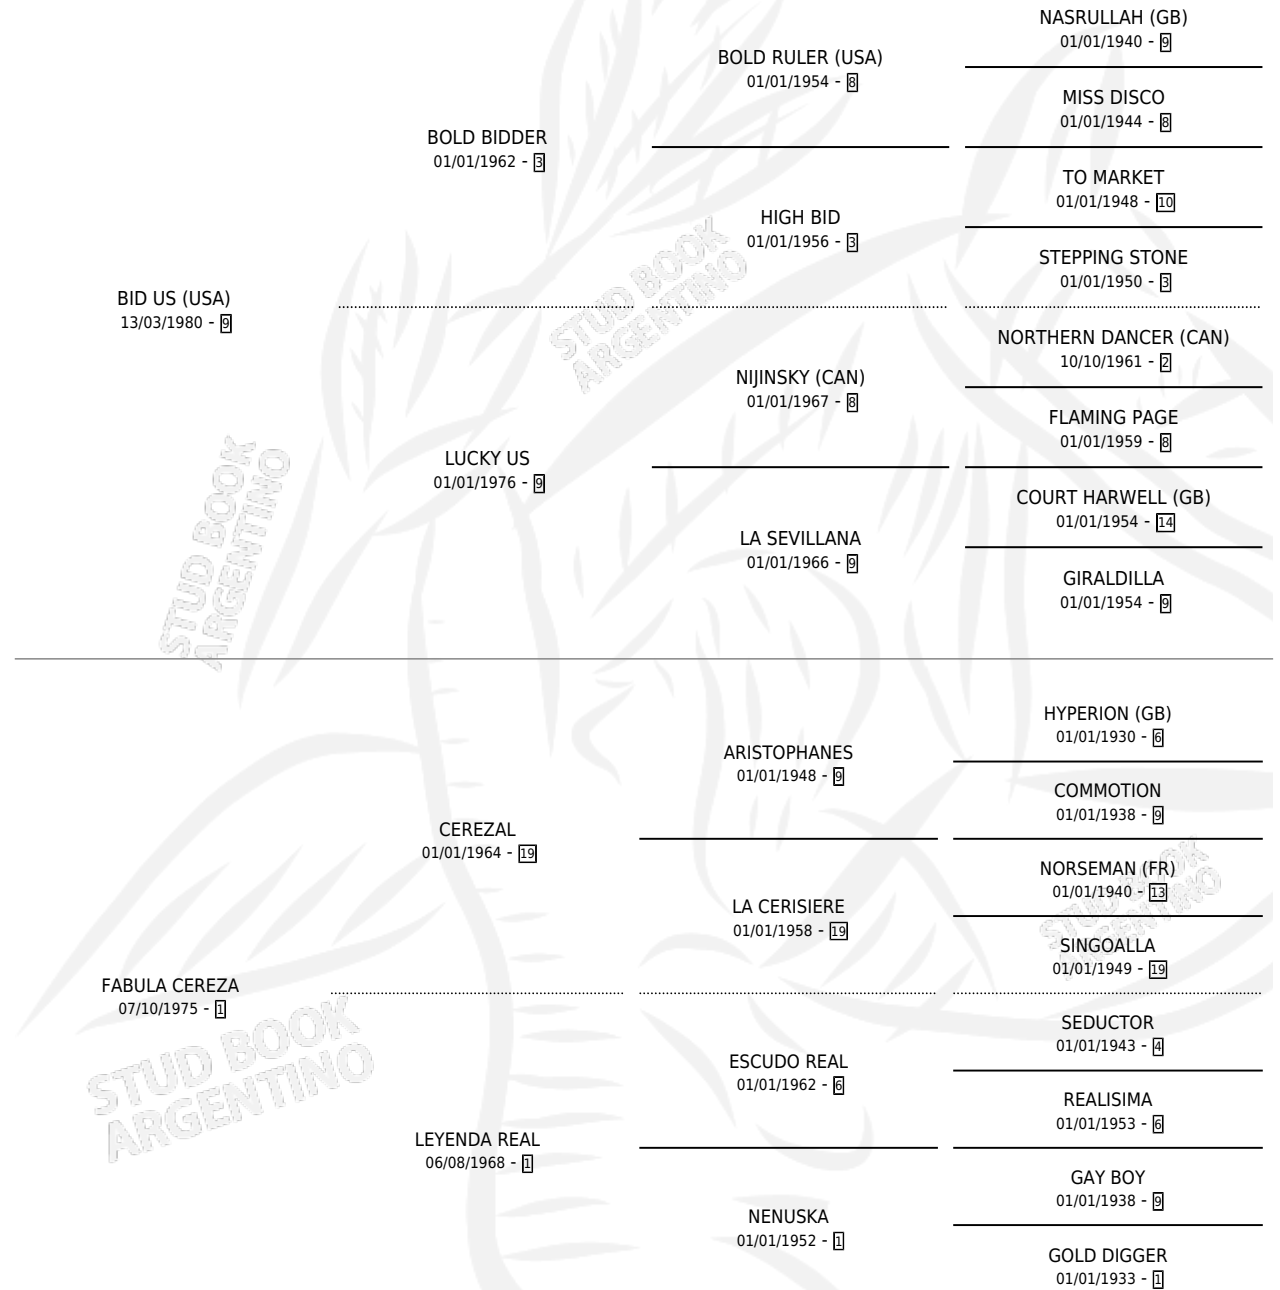 NASRULLAH (GB)
01/01/1940 - 9
BOLD RULER (USA)
01/01/1954 - 8
MISS DISCO
01/01/1944 - 8
BOLD BIDDER
01/01/1962 - 3
TO MARKET
01/01/1948 - 10
HIGH BID
01/01/1956 - 3
STEPPING STONE
01/01/1950 - 3
BID US (USA)
13/03/1980 - 9
NORTHERN DANCER (CAN)
10/10/1961 - 2
NIJINSKY (CAN)
01/01/1967 - 8
FLAMING PAGE
01/01/1959 - 8
LUCKY US
01/01/1976 - 9
COURT HARWELL (GB)
01/01/1954 - 14
LA SEVILLANA
01/01/1966 - 9
GIRALDILLA
01/01/1954 - 9
HYPERION (GB)
01/01/1930 - 6
ARISTOPHANES
01/01/1948 - 9
COMMOTION
01/01/1938 - 9
CEREZAL
01/01/1964 - 19
NORSEMAN (FR)
01/01/1940 - 13
LA CERISIERE
01/01/1958 - 19
SINGOALLA
01/01/1949 - 19
FABULA CEREZA
07/10/1975 - 1
SEDUCTOR
01/01/1943 - 4
ESCUDO REAL
01/01/1962 - 6
REALISIMA
01/01/1953 - 6
LEYENDA REAL
06/08/1968 - 1
GAY BOY
01/01/1938 - 9
NENUSKA
01/01/1952 - 1
GOLD DIGGER
01/01/1933 - 1
STUD BOOK
ARGENTINO
STUD BOOK
ARGENTINO
STUD BOOK
ARGENTINO
STUD BOOK
ARGENTINO